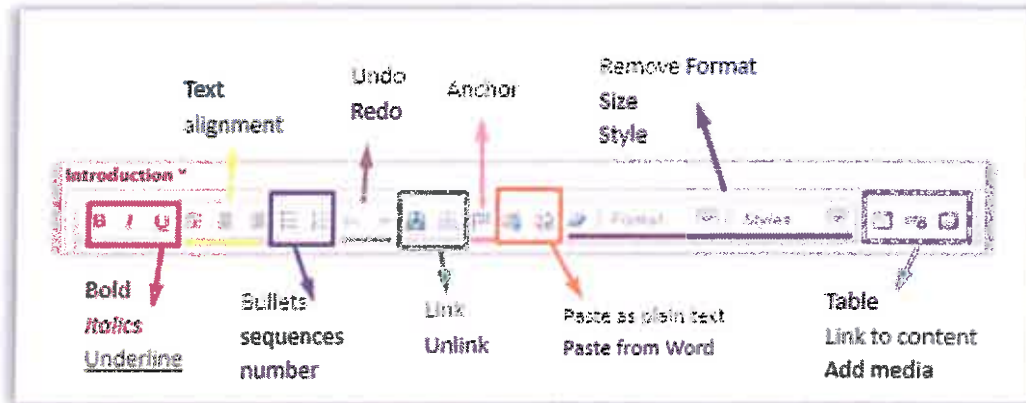 Text
alignment
Undo
Redo
Anchor
Remove Format
Size
Style
Introduction *
B I U
Format
Styles
Bold
Italics
Underline
Bullets
sequences
number
Link
Unlink
Paste as plain text
Paste from Word
Table
Link to content
Add media